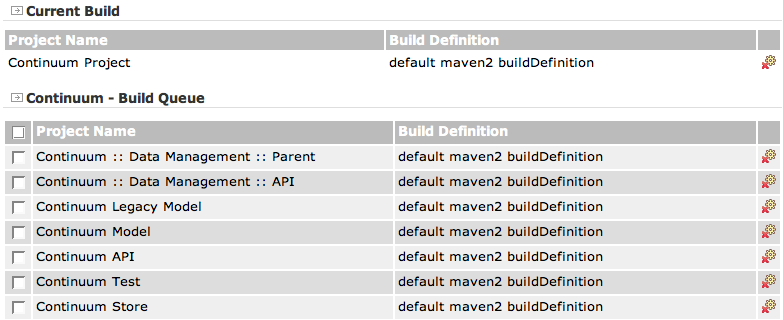 Current Build
Project Name Build Definition
Continuum Project default maven2 buildDefinition
Continuum - Build Queue
Project Name Build Definition
Continuum :: Data Management :: Parent default maven2 buildDefinition
Continuum :: Data Management :: API default maven2 buildDefinition
Continuum Legacy Model default maven2 buildDefinition
Continuum Model default maven2 buildDefinition
Continuum API default maven2 buildDefinition
Continuum Test default maven2 buildDefinition
Continuum Store default maven2 buildDefinition